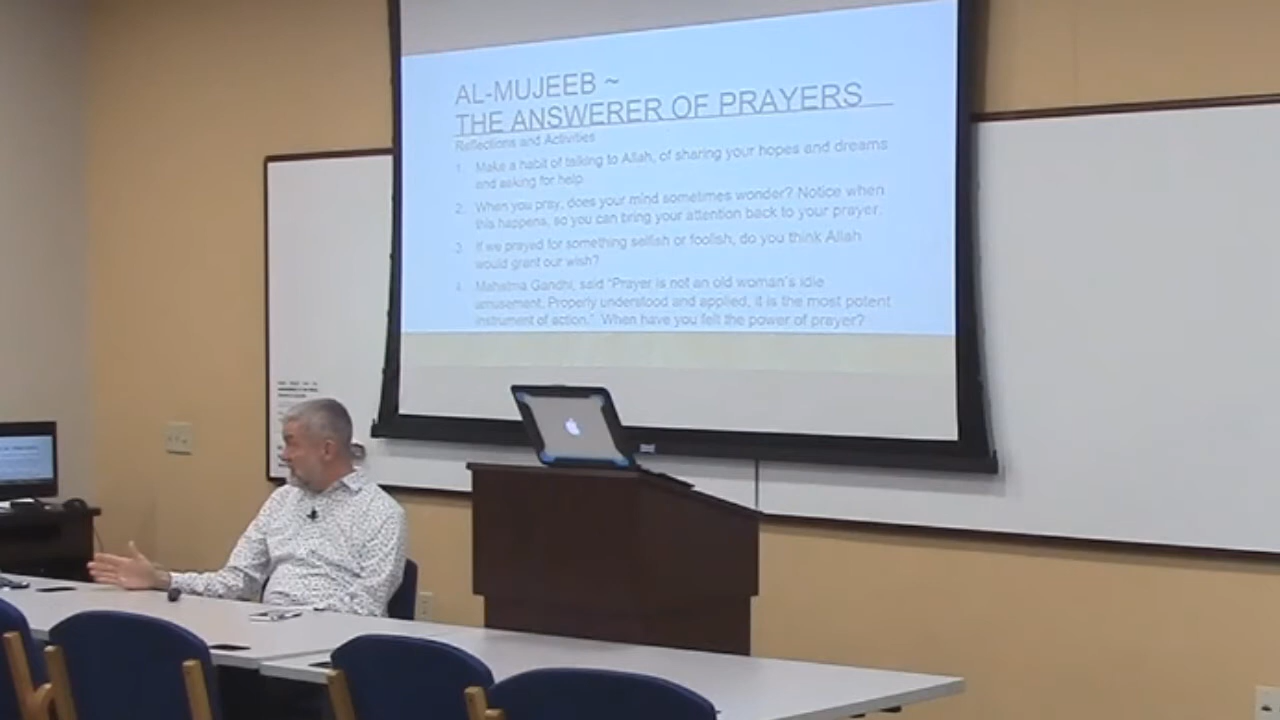 AL-MUJEEB ~
THE ANSWERER OF PRAYERS
Reflections and Activities
1. Make a habit of talking to Allah, of sharing your hopes and dreams
and asking for help
2. When you pray, does your mind sometimes wonder? Notice when
this happens, so you can bring your attention back to your prayer.
3. If we prayed for something selfish or foolish, do you think Allah
would grant our wish?
4. Mahatma Gandhi, said "Prayer is not an old woman's idle
amusement. Properly understood and applied, it is the most potent
instrument of action." When have you felt the power of prayer?